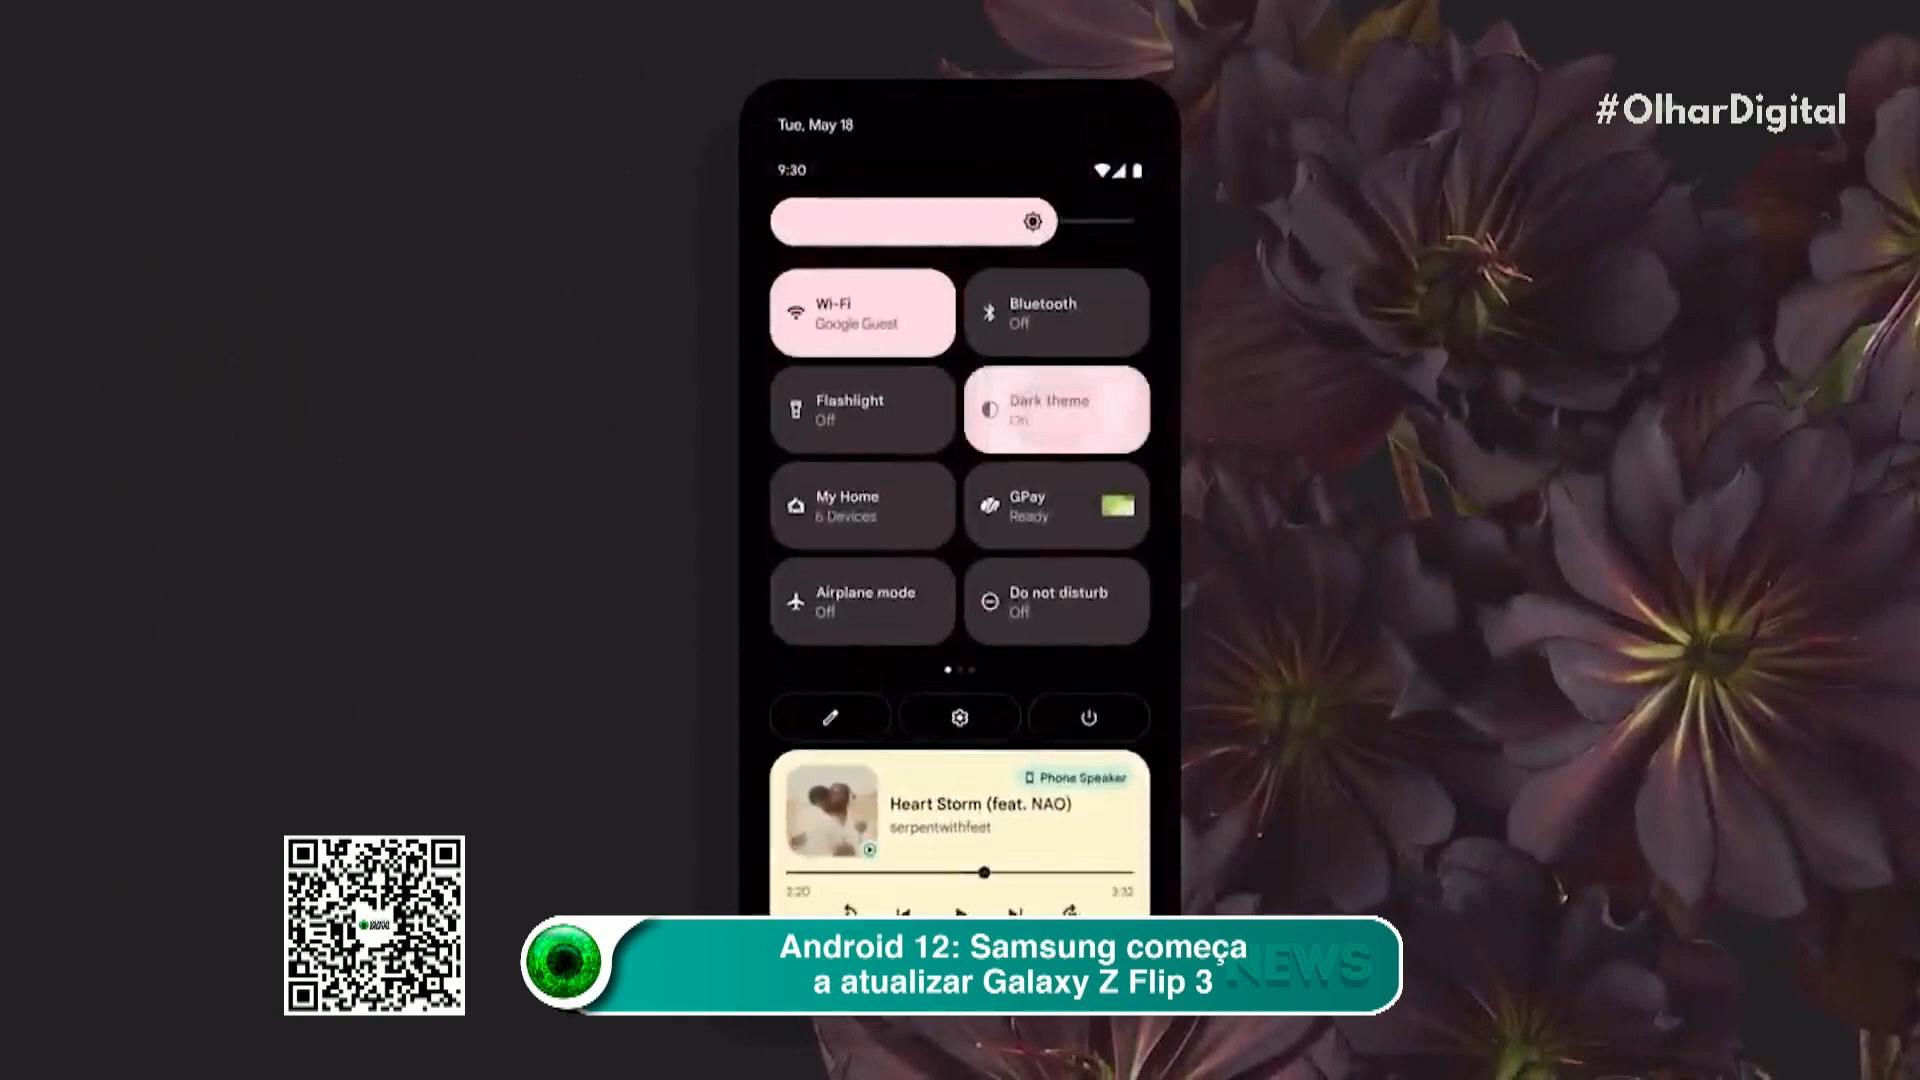 #OlharDigital
Tue, May 18
9:30
Wi-Fi
Google Guest
Bluetooth
Off
Flashlight
Off
Dark theme
On
My Home
6 Devices
GPay
Ready
Airplane mode
Off
Do not disturb
Off
Phone Speaker
Heart Storm (feat. NAO)
serpentwithfeet
2:20
3:32
Android 12: Samsung começa
a atualizar Galaxy Z Flip 3
NEWS